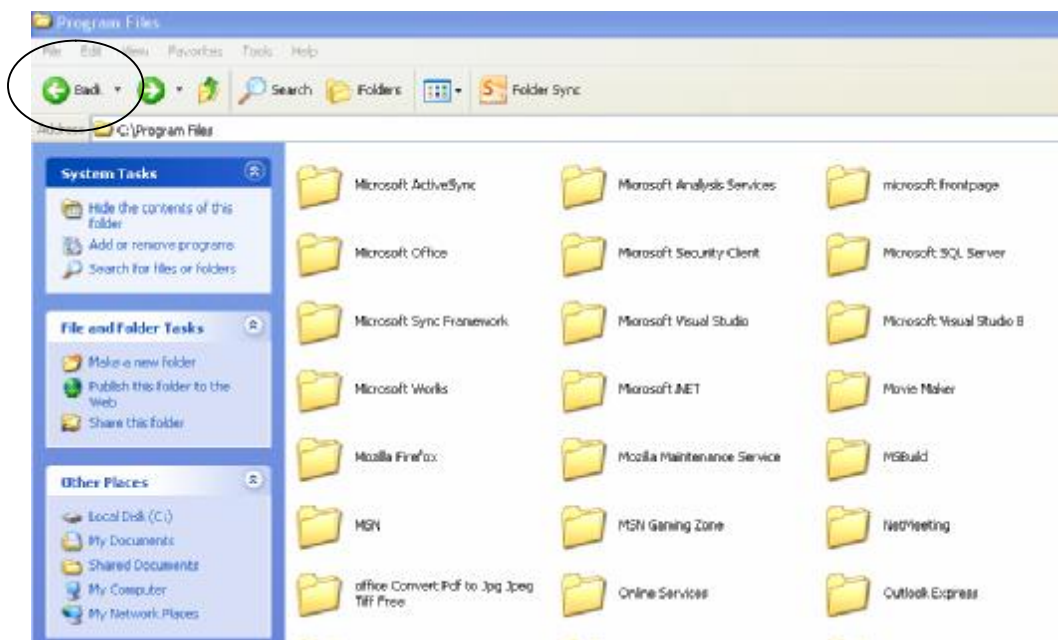 Program Files
File Edit View Favorites Tools Help
Back Search Folders Folder Sync
Address C:\Program Files
System Tasks
Hide the contents of this
folder
Add or remove programs
Search for files or folders
File and Folder Tasks
Make a new folder
Publish this folder to the
Web
Share this folder
Other Places
Local Disk (C:)
My Documents
Shared Documents
My Computer
My Network Places
Microsoft ActiveSync Microsoft Analysis Services microsoft frontpage
Microsoft Office Microsoft Security Client Microsoft SQL Server
Microsoft Sync Framework Microsoft Visual Studio Microsoft Visual Studio 8
Microsoft Works Microsoft.NET Movie Maker
Mozilla Firefox Mozilla Maintenance Service MSBuild
MSN MSN Gaming Zone NetMeeting
office Convert Pdf to Jpg Jpeg
Tiff Free
Online Services Outlook Express